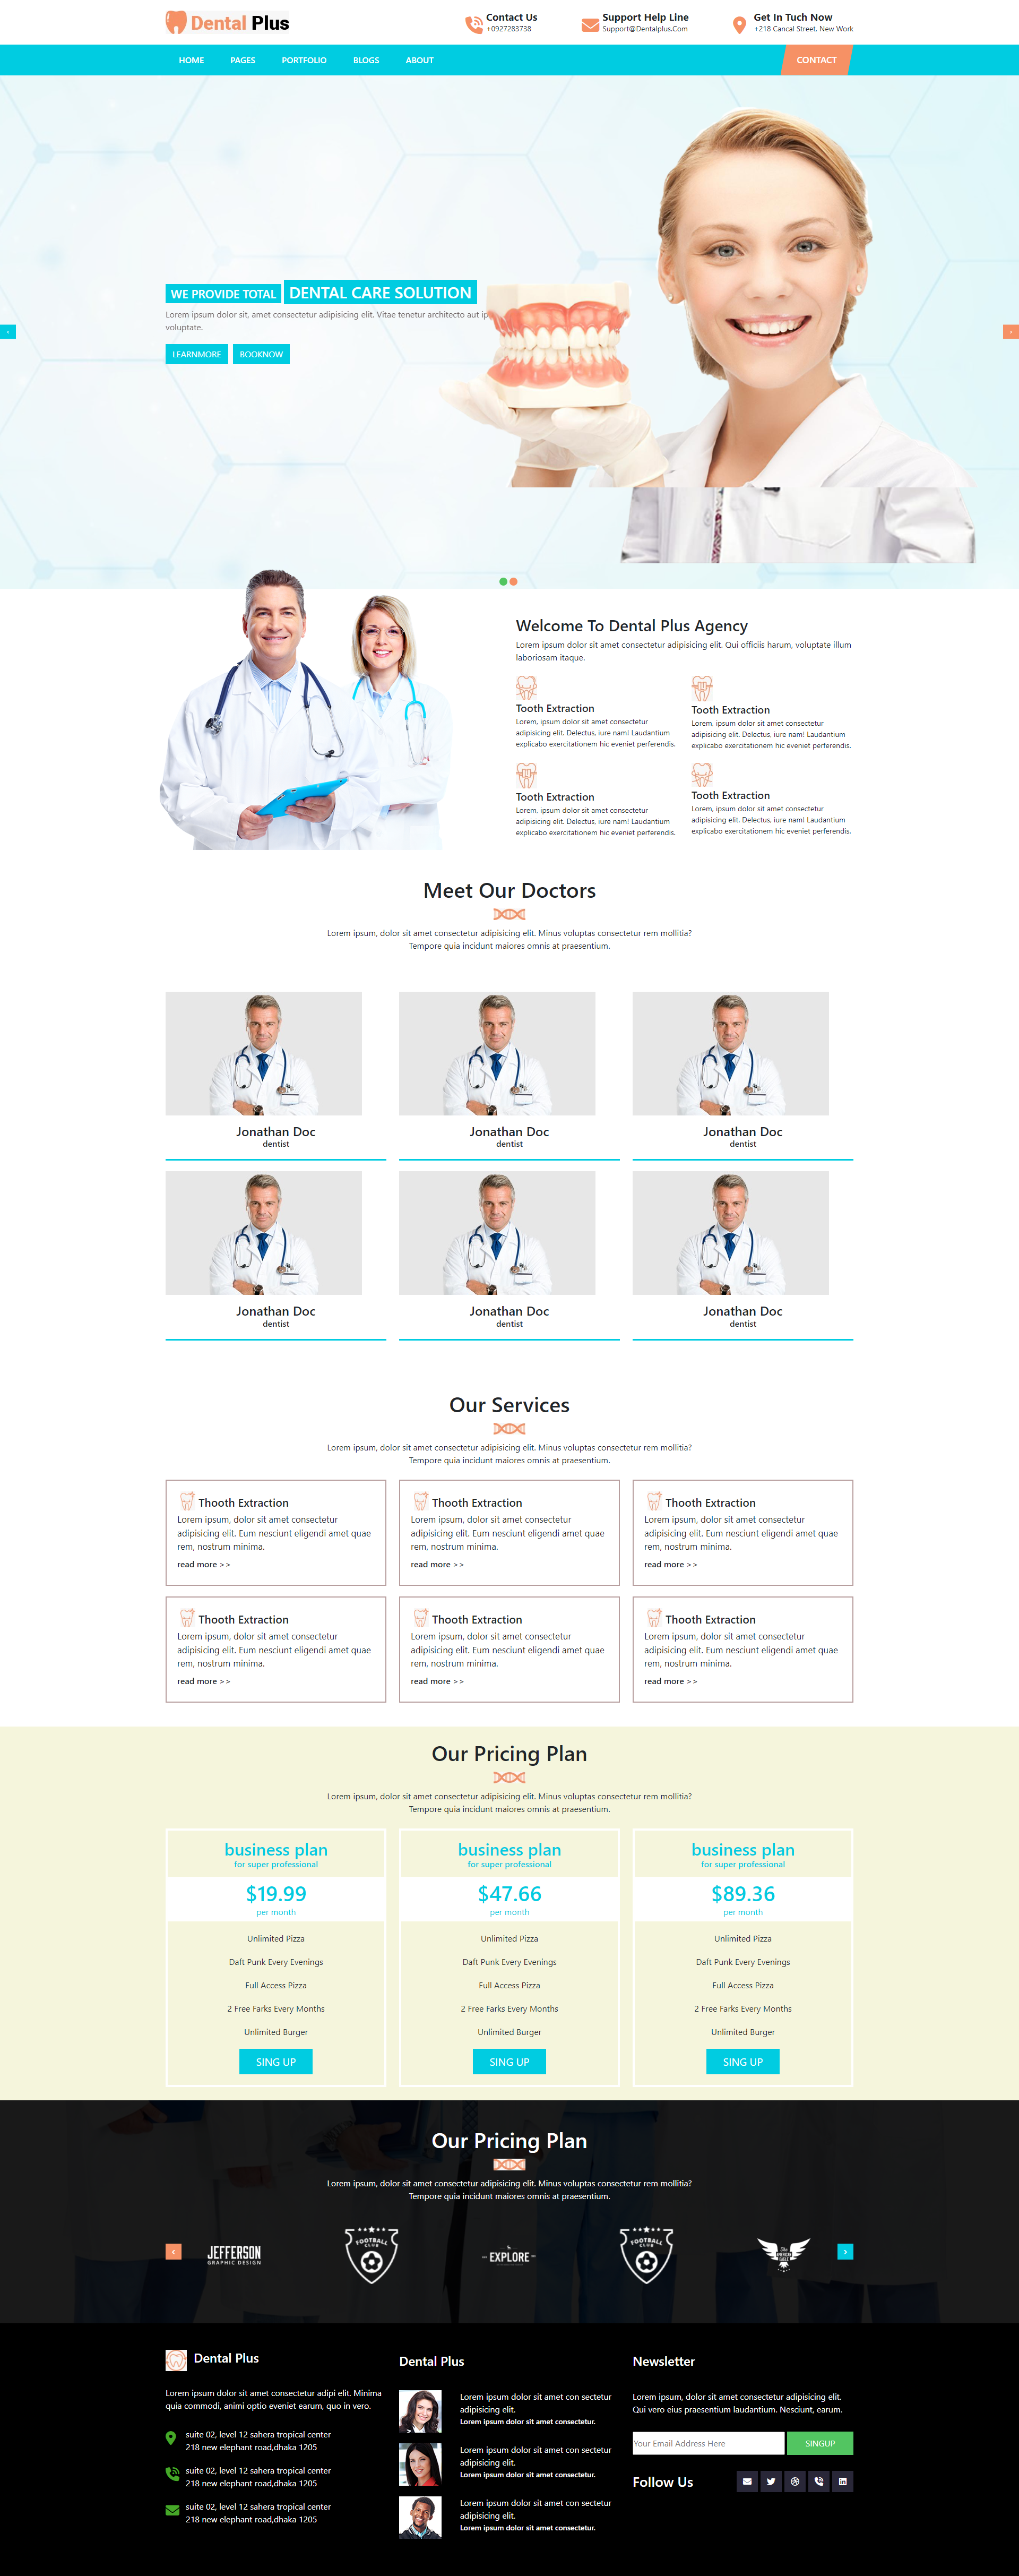 Dental Plus
Contact Us
+0927283738
Support Help Line
Support@Dentalplus.Com
Get In Tuch Now
+218 Cancal Street, New Work
HOME
PAGES
PORTFOLIO
BLOGS
ABOUT
CONTACT
WE PROVIDE TOTAL
DENTAL CARE SOLUTION
Lorem ipsum dolor sit, amet consectetur adipisicing elit. Vitae tenetur architecto aut ip
voluptate.
LEARNMORE
BOOKNOW
Welcome To Dental Plus Agency
Lorem ipsum dolor sit amet consectetur adipisicing elit. Qui officiis harum, voluptate illum
laboriosam itaque.
Tooth Extraction
Lorem, ipsum dolor sit amet consectetur
adipisicing elit. Delectus, iure nam! Laudantium
explicabo exercitationem hic eveniet perferendis.
Tooth Extraction
Lorem, ipsum dolor sit amet consectetur
adipisicing elit. Delectus, iure nam! Laudantium
explicabo exercitationem hic eveniet perferendis.
Tooth Extraction
Lorem, ipsum dolor sit amet consectetur
adipisicing elit. Delectus, iure nam! Laudantium
explicabo exercitationem hic eveniet perferendis.
Tooth Extraction
Lorem, ipsum dolor sit amet consectetur
adipisicing elit. Delectus, iure nam! Laudantium
explicabo exercitationem hic eveniet perferendis.
Meet Our Doctors
Lorem ipsum, dolor sit amet consectetur adipisicing elit. Minus voluptas consectetur rem mollitia?
Tempore quia incidunt maiores omnis at praesentium.
Jonathan Doc
dentist
Jonathan Doc
dentist
Jonathan Doc
dentist
Jonathan Doc
dentist
Jonathan Doc
dentist
Jonathan Doc
dentist
Our Services
Lorem ipsum, dolor sit amet consectetur adipisicing elit. Minus voluptas consectetur rem mollitia?
Tempore quia incidunt maiores omnis at praesentium.
Thooth Extraction
Lorem ipsum, dolor sit amet consectetur
adipisicing elit. Eum nesciunt eligendi amet quae
rem, nostrum minima.
read more >>
Thooth Extraction
Lorem ipsum, dolor sit amet consectetur
adipisicing elit. Eum nesciunt eligendi amet quae
rem, nostrum minima.
read more >>
Thooth Extraction
Lorem ipsum, dolor sit amet consectetur
adipisicing elit. Eum nesciunt eligendi amet quae
rem, nostrum minima.
read more >>
Thooth Extraction
Lorem ipsum, dolor sit amet consectetur
adipisicing elit. Eum nesciunt eligendi amet quae
rem, nostrum minima.
read more >>
Thooth Extraction
Lorem ipsum, dolor sit amet consectetur
adipisicing elit. Eum nesciunt eligendi amet quae
rem, nostrum minima.
read more >>
Thooth Extraction
Lorem ipsum, dolor sit amet consectetur
adipisicing elit. Eum nesciunt eligendi amet quae
rem, nostrum minima.
read more >>
Our Pricing Plan
Lorem ipsum, dolor sit amet consectetur adipisicing elit. Minus voluptas consectetur rem mollitia?
Tempore quia incidunt maiores omnis at praesentium.
business plan
for super professional
$19.99
per month
Unlimited Pizza
Daft Punk Every Evenings
Full Access Pizza
2 Free Farks Every Months
Unlimited Burger
SING UP
business plan
for super professional
$47.66
per month
Unlimited Pizza
Daft Punk Every Evenings
Full Access Pizza
2 Free Farks Every Months
Unlimited Burger
SING UP
business plan
for super professional
$89.36
per month
Unlimited Pizza
Daft Punk Every Evenings
Full Access Pizza
2 Free Farks Every Months
Unlimited Burger
SING UP
Our Pricing Plan
Lorem ipsum, dolor sit amet consectetur adipisicing elit. Minus voluptas consectetur rem mollitia?
Tempore quia incidunt maiores omnis at praesentium.
JEFFERSON
GRAPHIC DESIGN
FOOTBALL
CLUB
EXPLORE
FOOTBALL
CLUB
AMERICAN
EAGLE
Dental Plus
Lorem ipsum dolor sit amet consectetur adipi elit. Minima
quia commodi, animi optio eveniet earum, quo in vero.
suite 02, level 12 sahera tropical center
218 new elephant road,dhaka 1205
suite 02, level 12 sahera tropical center
218 new elephant road,dhaka 1205
suite 02, level 12 sahera tropical center
218 new elephant road,dhaka 1205
Dental Plus
Lorem ipsum dolor sit amet con sectetur
adipisicing elit.
Lorem ipsum dolor sit amet consectetur.
Lorem ipsum dolor sit amet con sectetur
adipisicing elit.
Lorem ipsum dolor sit amet consectetur.
Lorem ipsum dolor sit amet con sectetur
adipisicing elit.
Lorem ipsum dolor sit amet consectetur.
Newsletter
Lorem ipsum, dolor sit amet consectetur adipisicing elit.
Qui vero eius praesentium laudantium. Nesciunt, earum.
Your Email Address Here
SINGUP
Follow Us